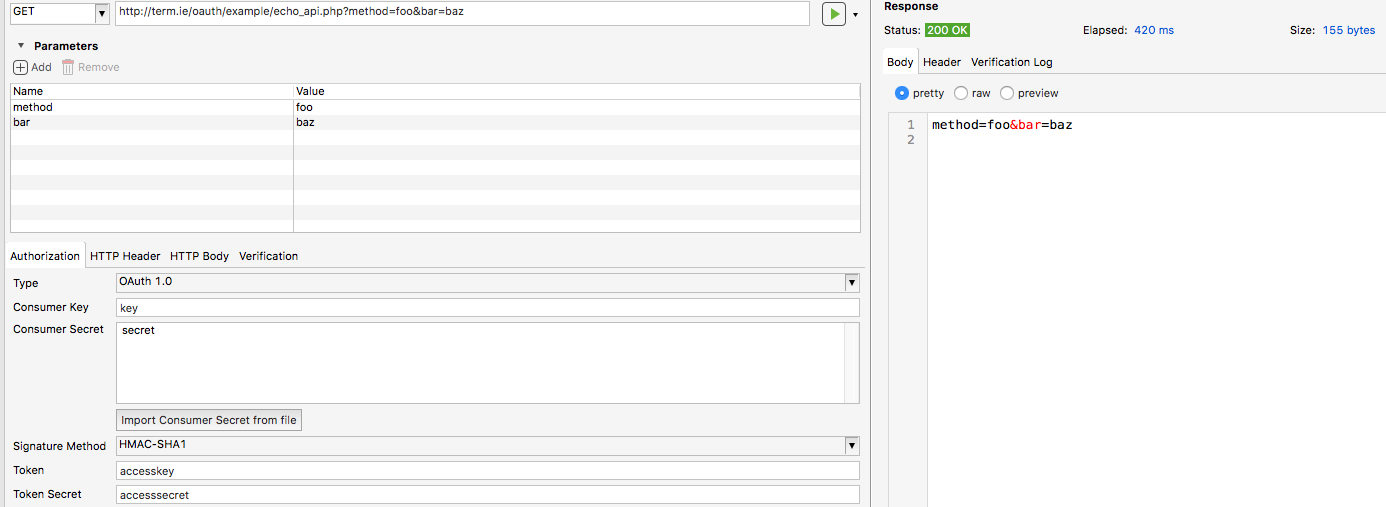 GET http://term.ie/oauth/example/echo_api.php?method=foo&bar=baz
Parameters
Add Remove
Name Value
method foo
bar baz
Authorization HTTP Header HTTP Body Verification
Type OAuth 1.0
Consumer Key key
Consumer Secret secret
Import Consumer Secret from file
Signature Method HMAC-SHA1
Token accesskey
Token Secret accesssecret
Response
Status: 200 OK Elapsed: 420 ms Size: 155 bytes
Body Header Verification Log
pretty raw preview
1 method=foo&bar=baz
2